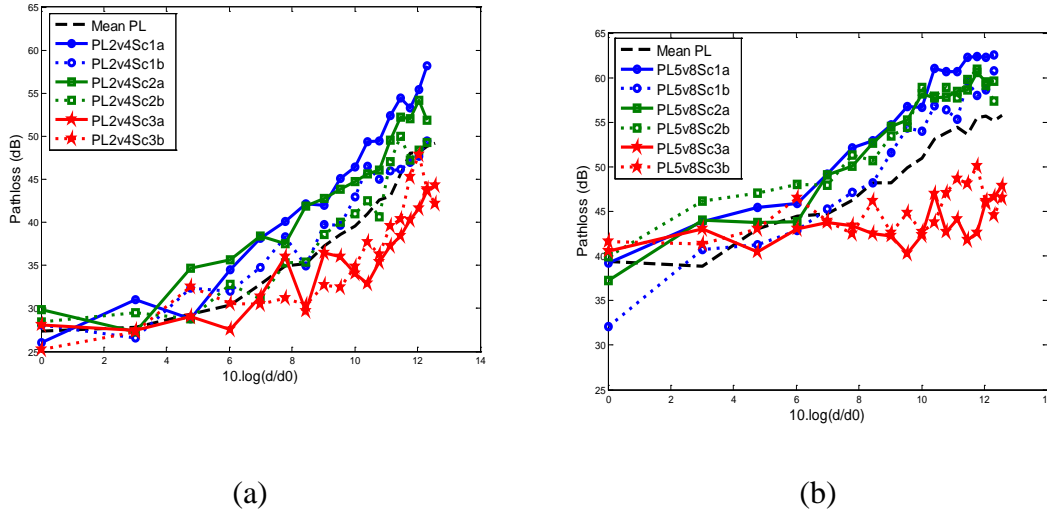 65
60
55
50
45
40
35
30
25
0
2
4
6
8
10
12
14
10.log(d/d0)
Pathloss (dB)
Mean PL
PL2v4Sc1a
PL2v4Sc1b
PL2v4Sc2a
PL2v4Sc2b
PL2v4Sc3a
PL2v4Sc3b
(a)
65
60
55
50
45
40
35
30
25
0
2
4
6
8
10
12
14
10.log(d/d0)
Pathloss (dB)
Mean PL
PL5v8Sc1a
PL5v8Sc1b
PL5v8Sc2a
PL5v8Sc2b
PL5v8Sc3a
PL5v8Sc3b
(b)